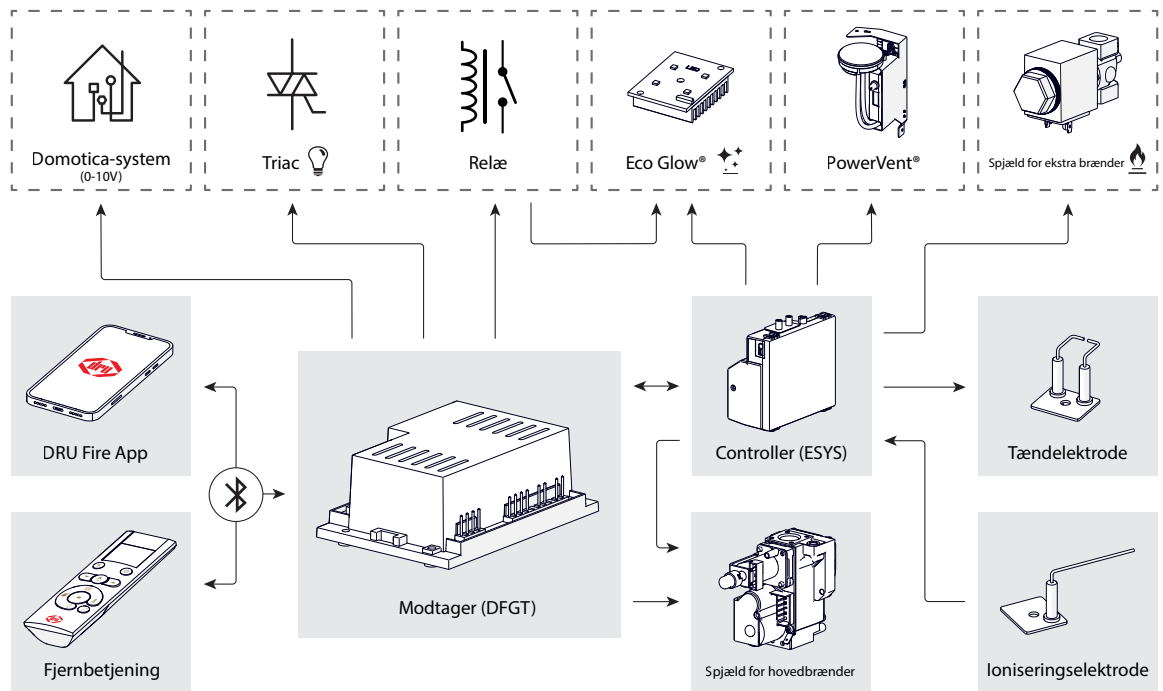 Domotica-system
(0-10V)
Triac
Relæ
Eco Glow®
PowerVent®
Spjæld for ekstra brænder
DRU Fire App
dru
Controller (ESYS)
Tændelektrode
Modtager (DFGT)
Fjernbetjening
Spjæld for hovedbrænder
Ioniseringselektrode